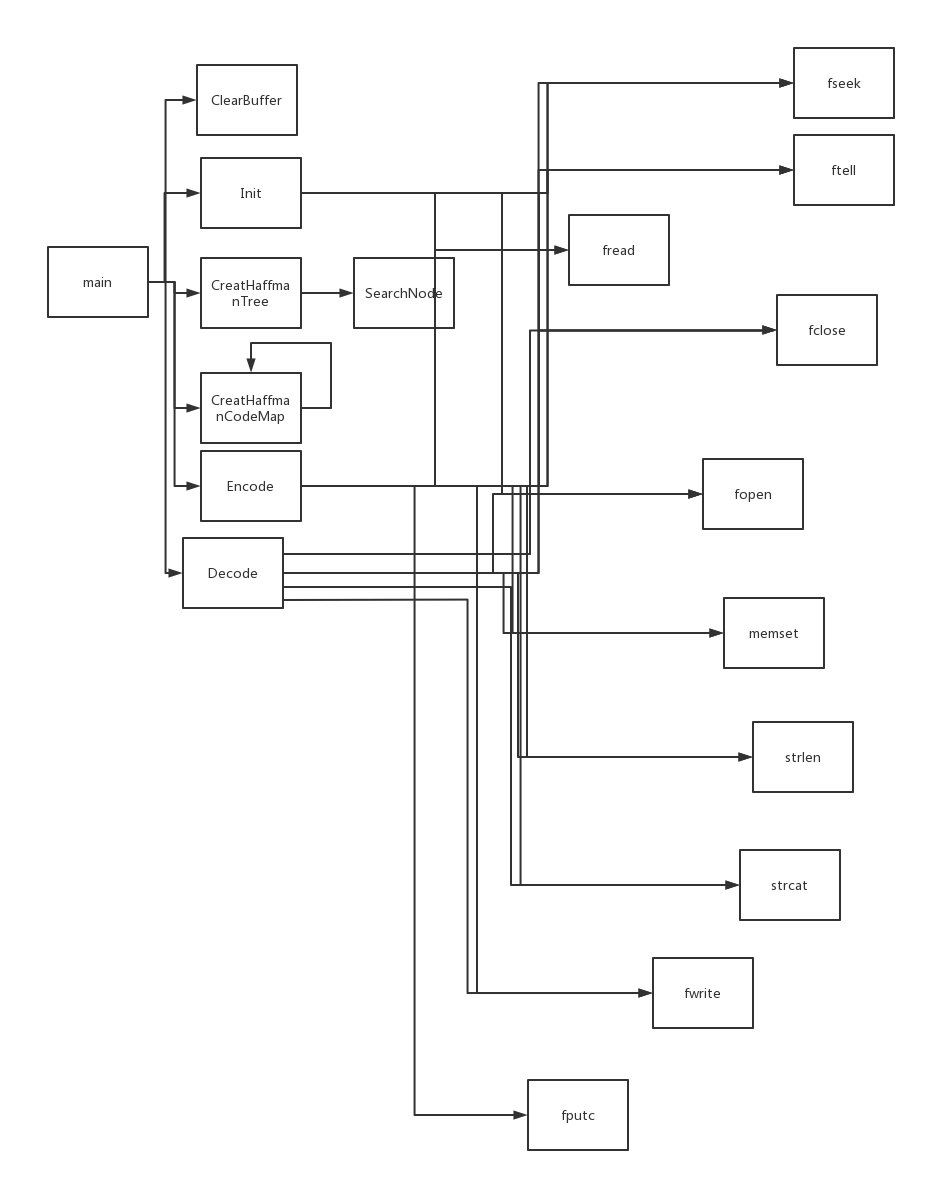 fseek
ClearBuffer
ftell
Init
fread
main
CreatHaffma
nTree
SearchNode
fclose
CreatHaffma
nCodeMap
Encode
fopen
Decode
memset
strlen
strcat
fwrite
fputc